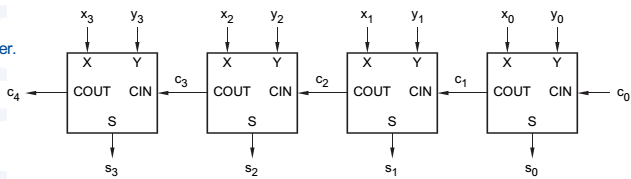 x3 y3 x2 y2 x1 y1 x0 y0
er.
X Y X Y X Y X Y
c4 COUT CIN c3 COUT CIN c2 COUT CIN c1 COUT CIN c0
S S S S
s3 s2 s1 s0